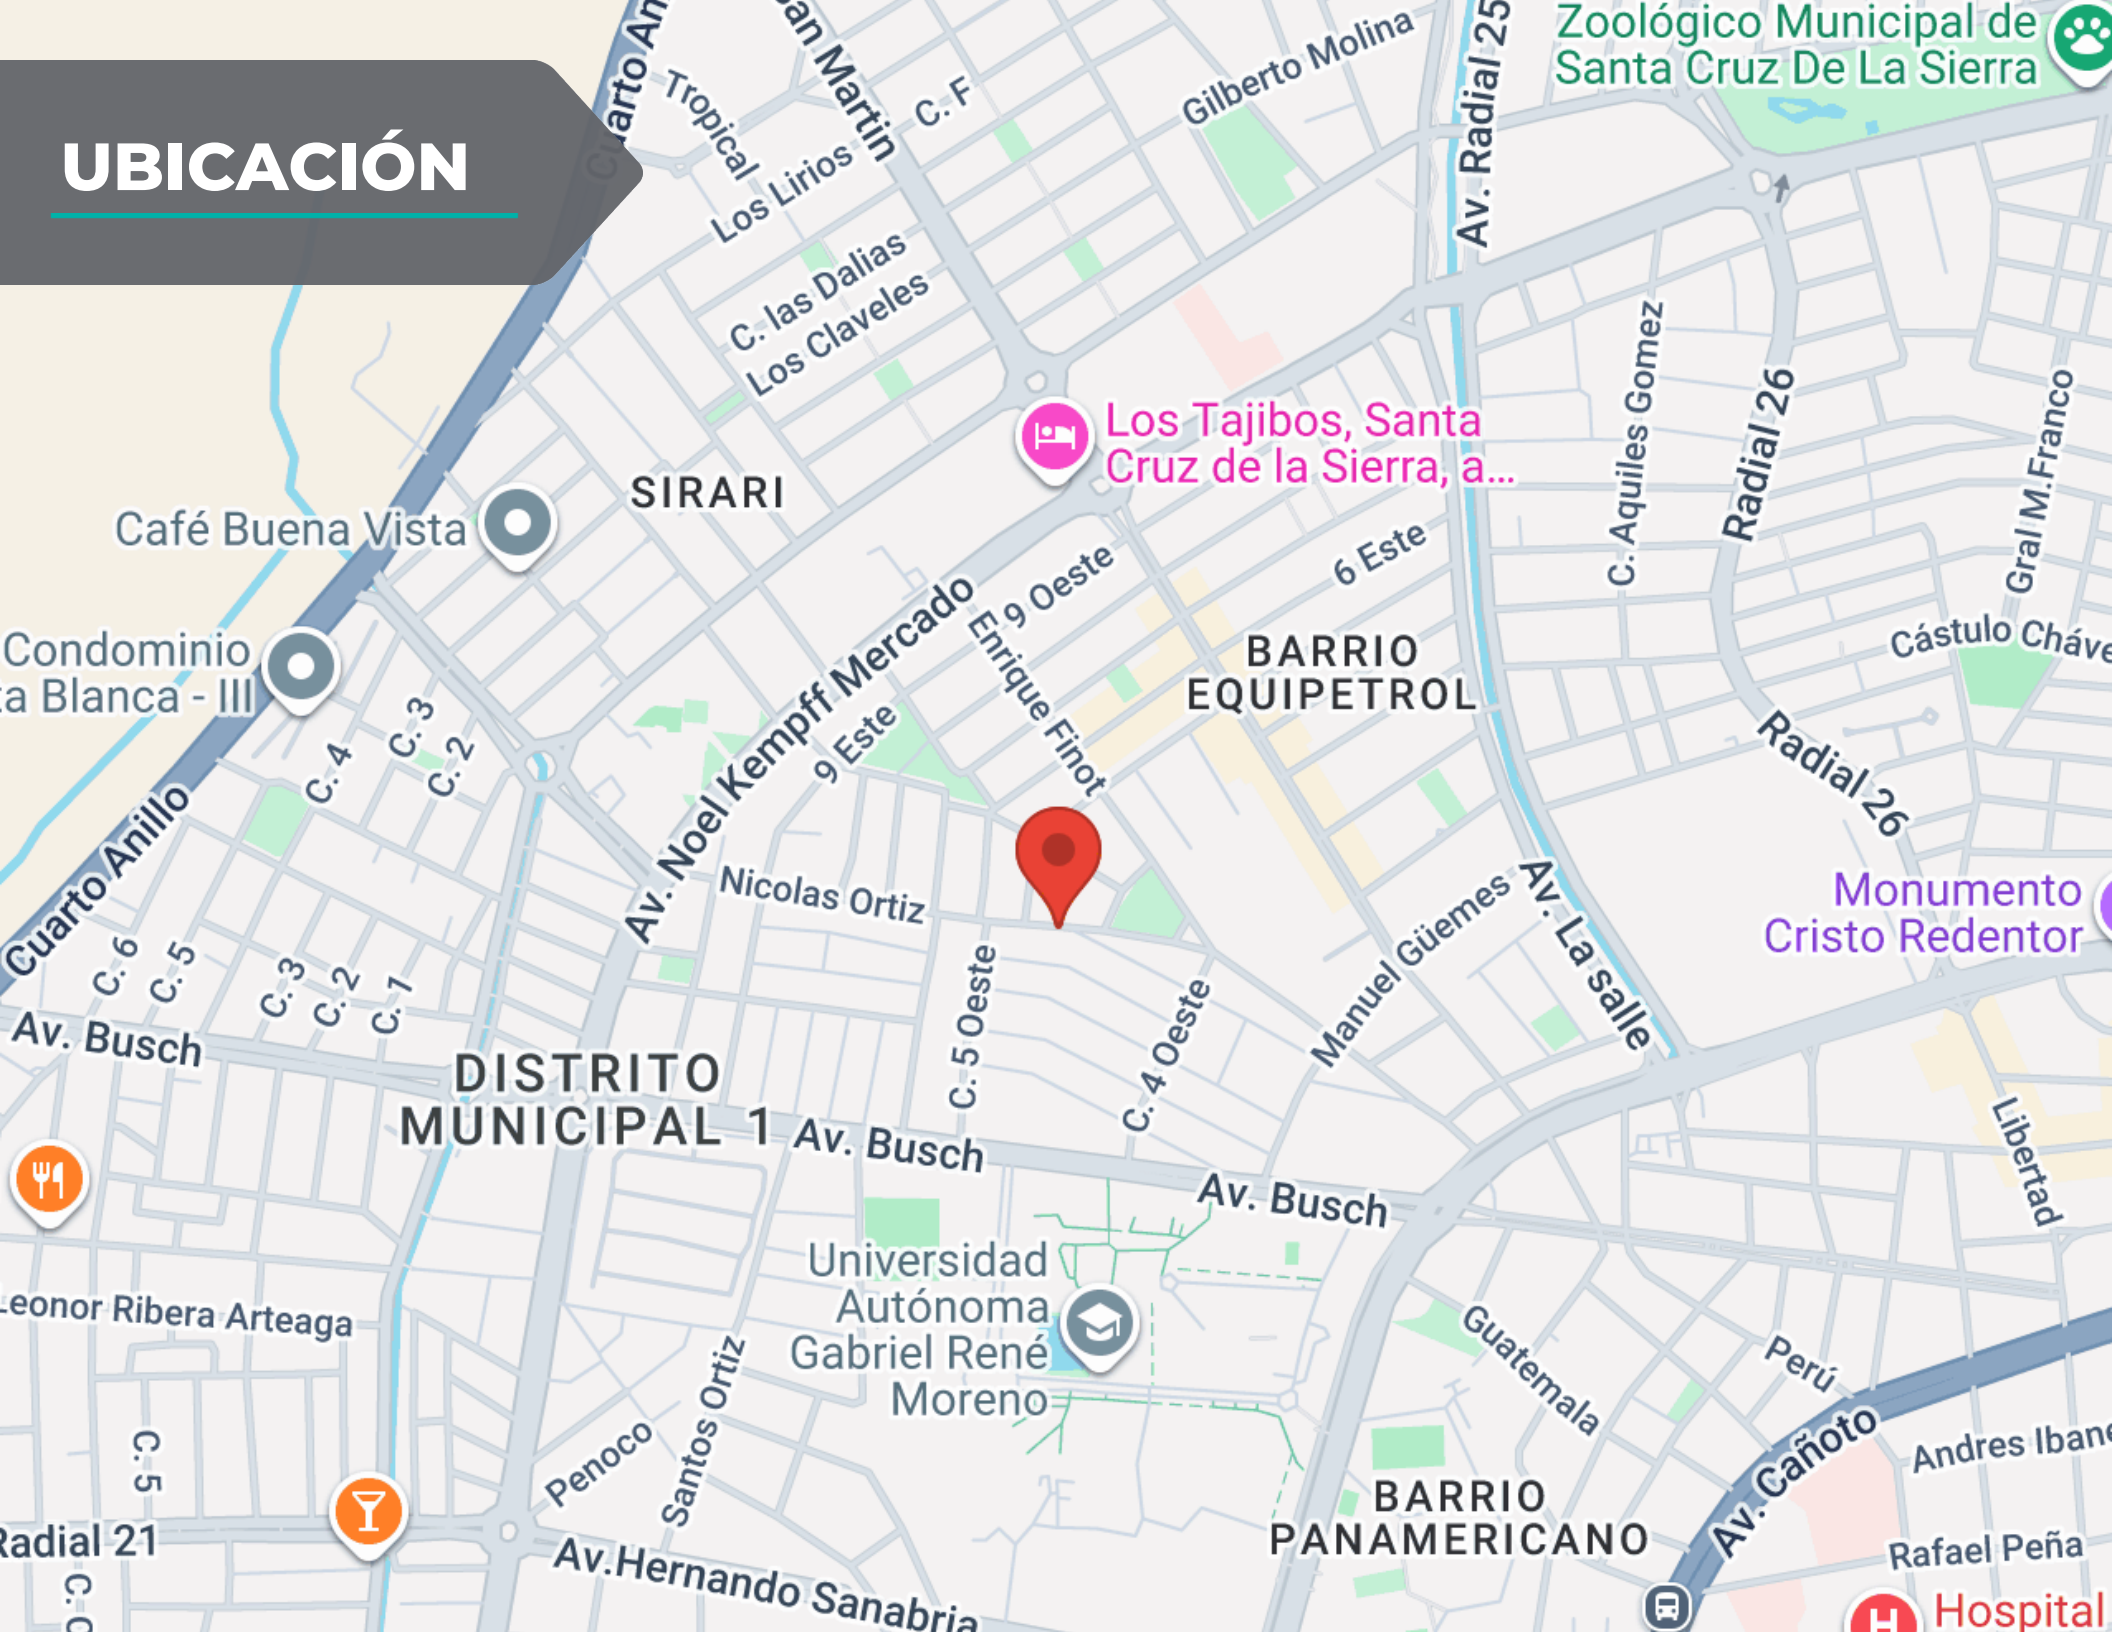 UBICACIÓN
Cuarto Anillo
Tropical
San Martin
C. F
Gilberto Molina
Av. Radial 25
Zoológico Municipal de
Santa Cruz De La Sierra
Los Lirios
C. las Dalias
Los Claveles
C. Aquiles Gomez
Radial 26
Gral M.Franco
Los Tajibos, Santa
Cruz de la Sierra, a...
SIRARI
Café Buena Vista
9 Oeste
6 Este
Enrique Finot
Av. Noel Kempff Mercado
BARRIO
EQUIPETROL
Cástulo Cháve
Condominio
ta Blanca - III
C. 4
C. 3
C. 2
9 Este
Radial 26
Cuarto Anillo
Nicolas Ortiz
Manuel Güemes
Av. La salle
Monumento
Cristo Redentor
C. 6
C. 5
C. 3
C. 2
C. 1
C. 5 Oeste
C. 4 Oeste
Av. Busch
DISTRITO
MUNICIPAL 1
Av. Busch
Av. Busch
Libertad
Universidad
Autónoma
Gabriel René
Moreno
Leonor Ribera Arteaga
Santos Ortiz
Penoco
Guatemala
Perú
Av. Cañoto
Andres Ibane
C. 5
BARRIO
PANAMERICANO
Radial 21
Av.Hernando Sanabria
Rafael Peña
H
Hospital